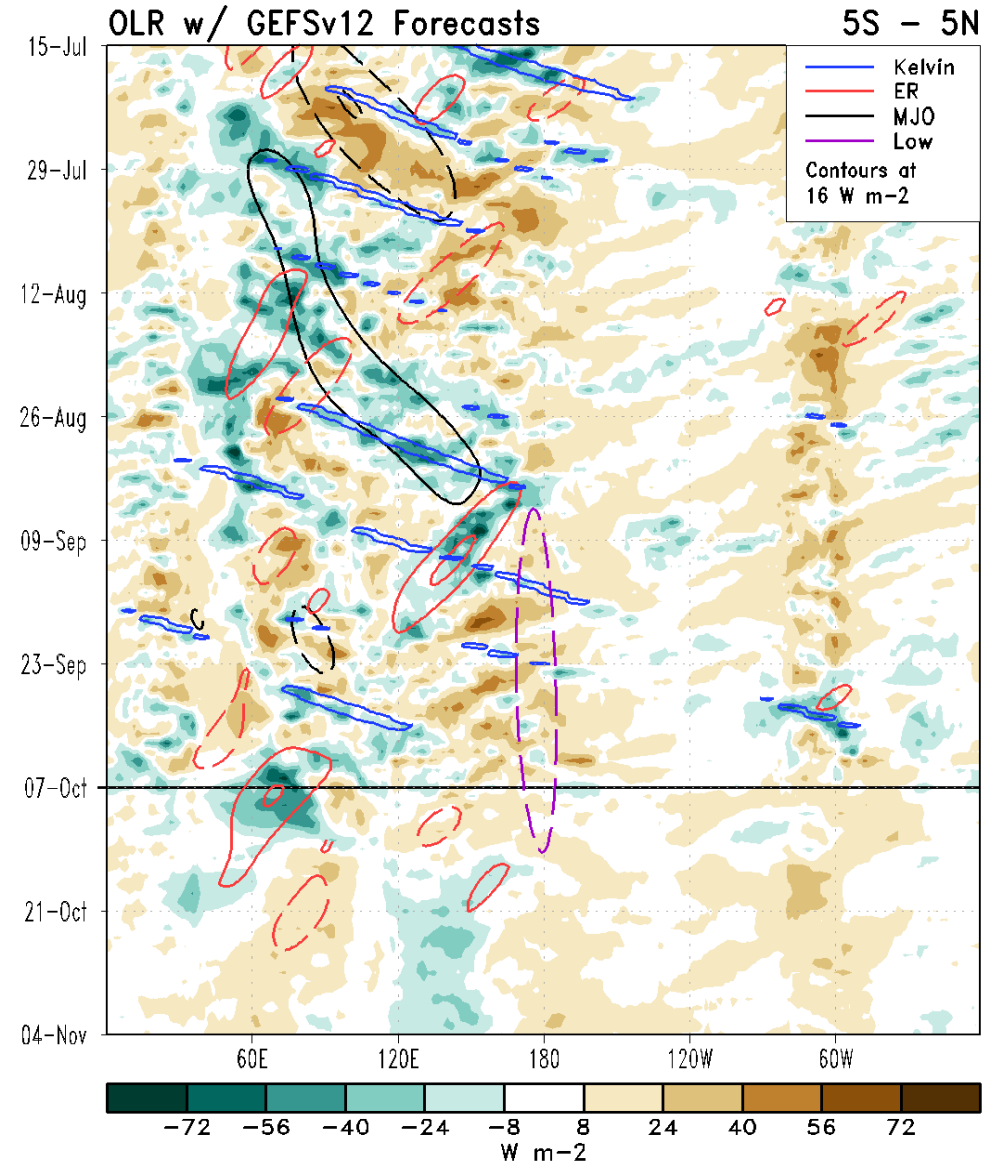 OLR w/ GEFSv12 Forecasts
5S - 5N
Kelvin
ER
MJO
Low
Contours at
16 W m-2
15-Jul
29-Jul
12-Aug
26-Aug
09-Sep
23-Sep
07-Oct
21-Oct
04-Nov
60E 120E 180 120W 60W
-72 -56 -40 -24 -8 8 24 40 56 72
W m-2